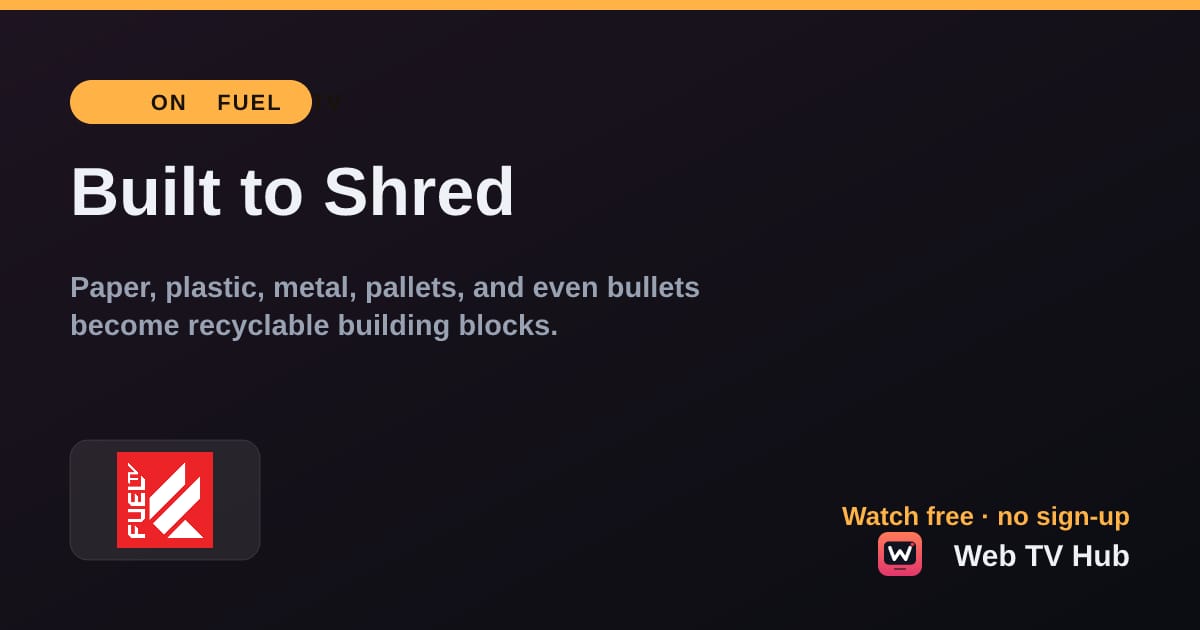 ON FUEL TV
Built to Shred
Paper, plastic, metal, pallets, and even bullets
become recyclable building blocks.
FUELTV
Watch free · no sign-up
W
Web TV Hub